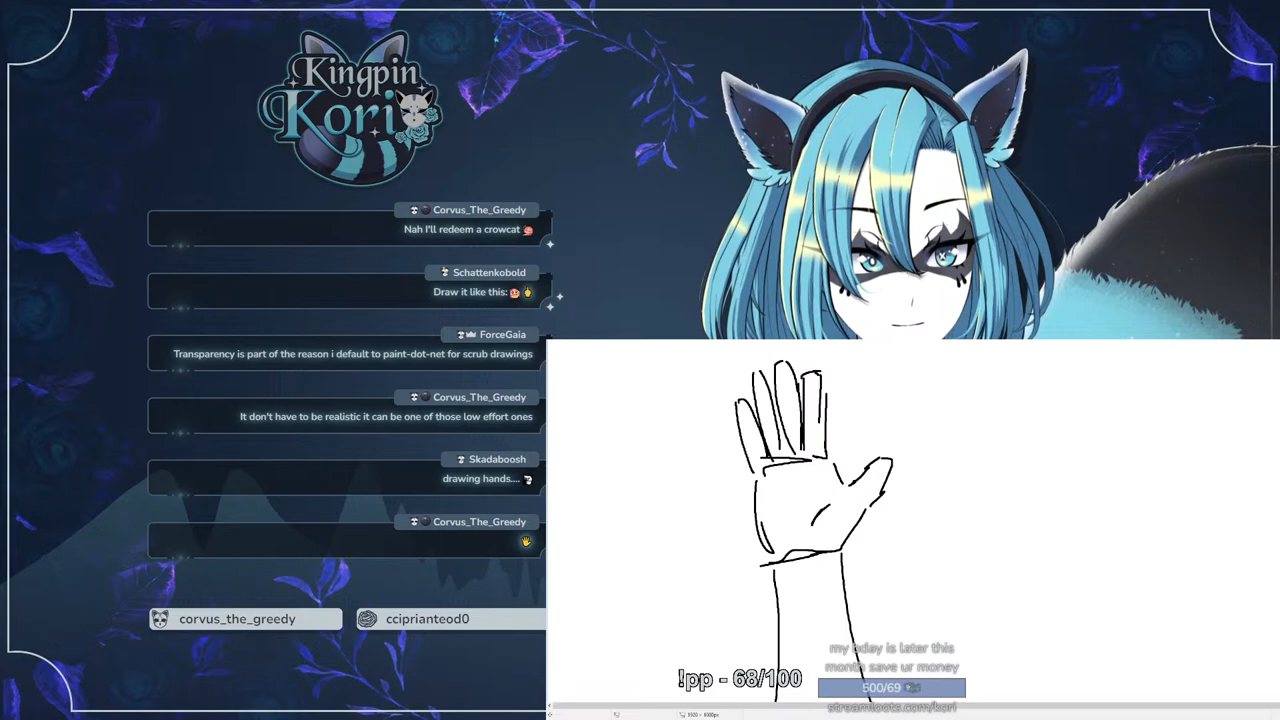 Kingpin
Kori
Corvus_The_Greedy
Nah I'll redeem a crowcat
Schattenkobold
Draw it like this:
ForceGaia
Transparency is part of the reason i default to paint-dot-net for scrub drawings
Corvus_The_Greedy
It don't have to be realistic it can be one of those low effort ones
Skadaboosh
drawing hands....
Corvus_The_Greedy
corvus_the_greedy
cciprianteod0
!pp - 68/100
my bday is later this
month save ur money
500/69
streamloots.com/kori